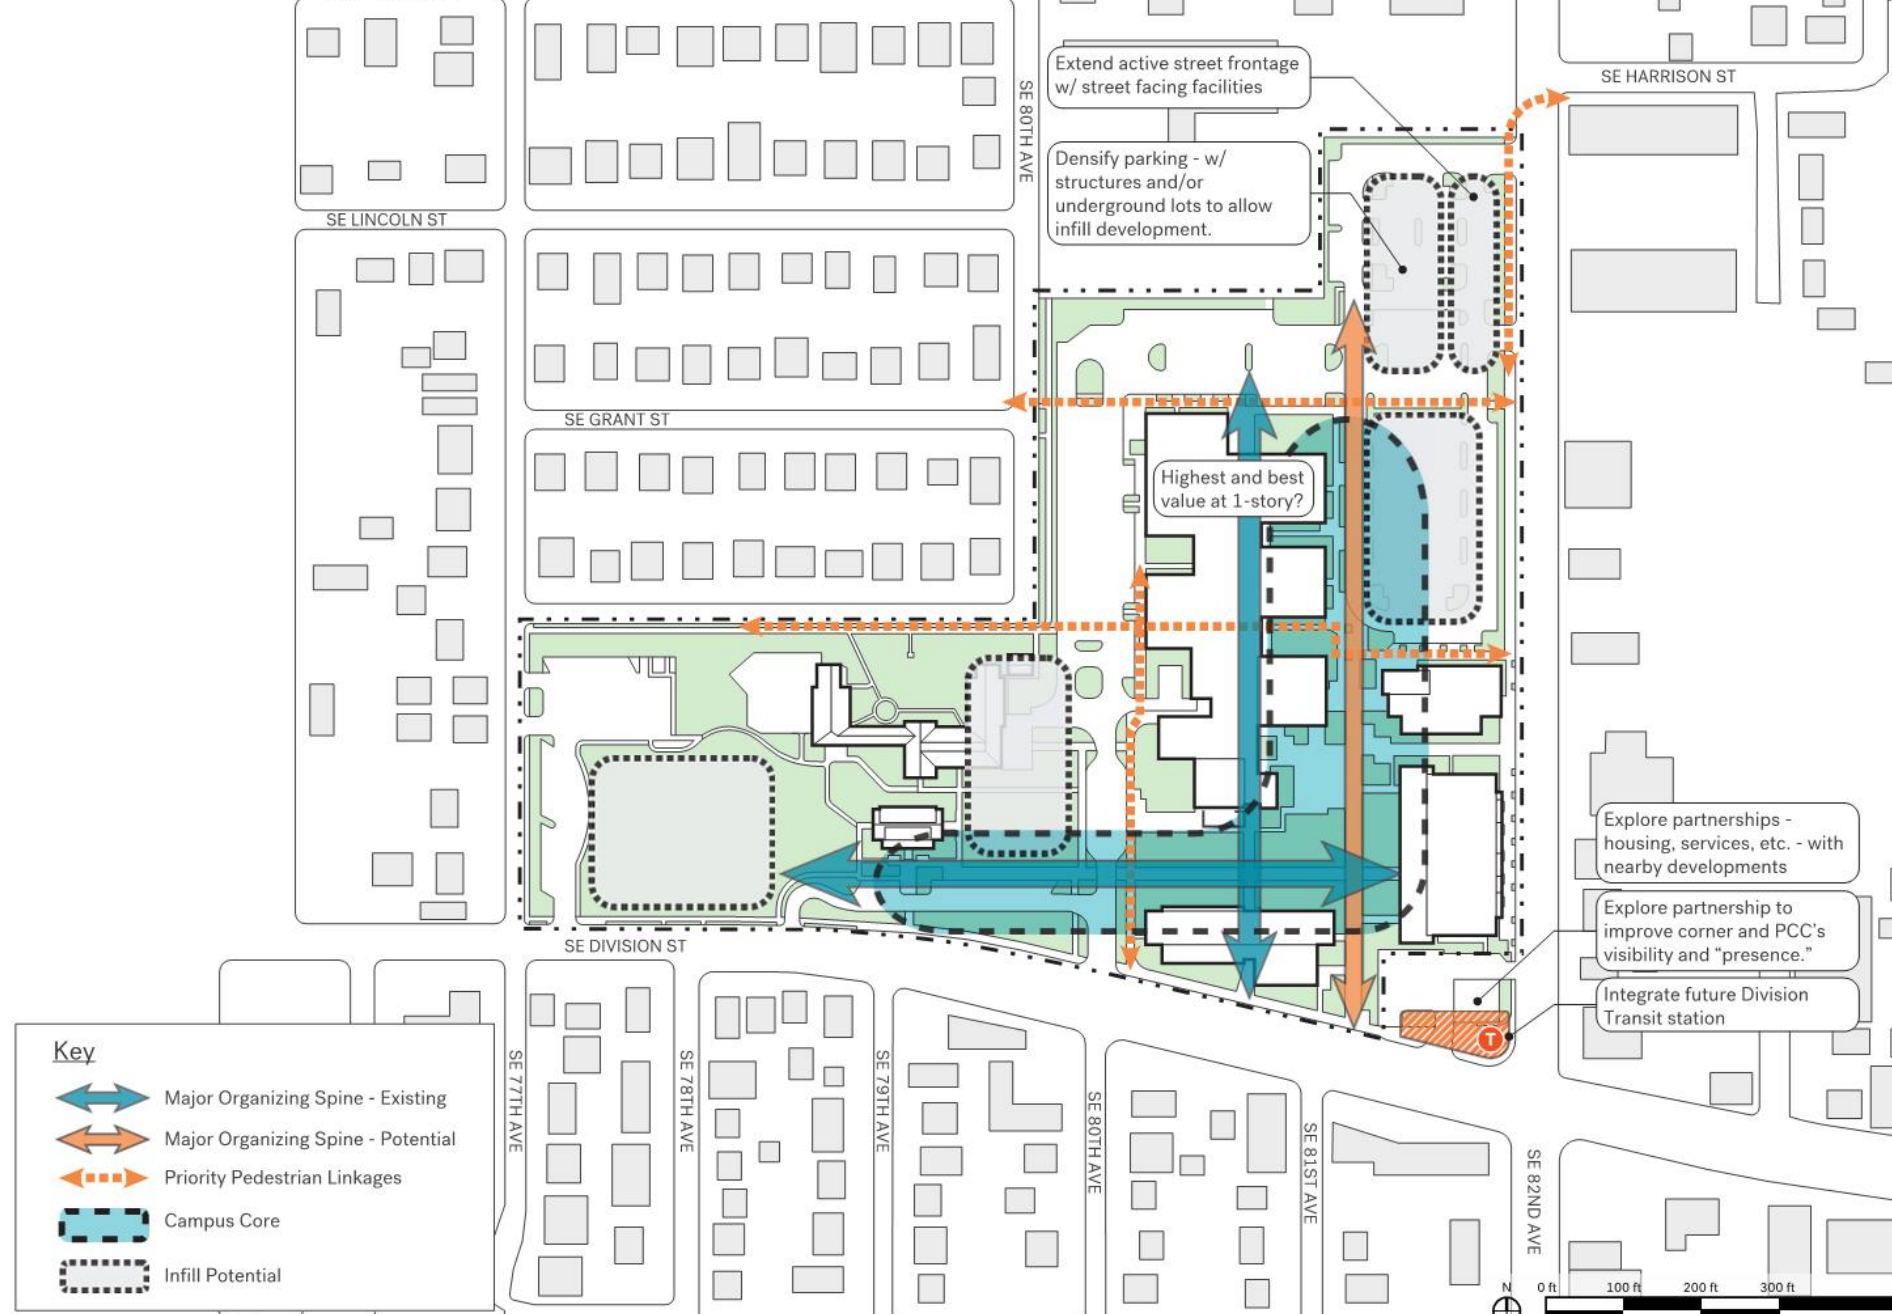 SE HARRISON ST
Extend active street frontage
w/ street facing facilities
SE 80TH AVE
Densify parking - w/
structures and/or
underground lots to allow
infill development.
SE LINCOLN ST
SE GRANT ST
Highest and best
value at 1-story?
Explore partnerships -
housing, services, etc. - with
nearby developments
Explore partnership to
improve corner and PCC's
visibility and “presence.”
SE DIVISION ST
Integrate future Division
Transit station
T
Key
Major Organizing Spine - Existing
Major Organizing Spine - Potential
Priority Pedestrian Linkages
Campus Core
Infill Potential
SE 77TH AVE
SE 78TH AVE
SE 79TH AVE
SE 80TH AVE
SE 81ST AVE
SE 82ND AVE
N
0 ft
100 ft
200 ft
300 ft